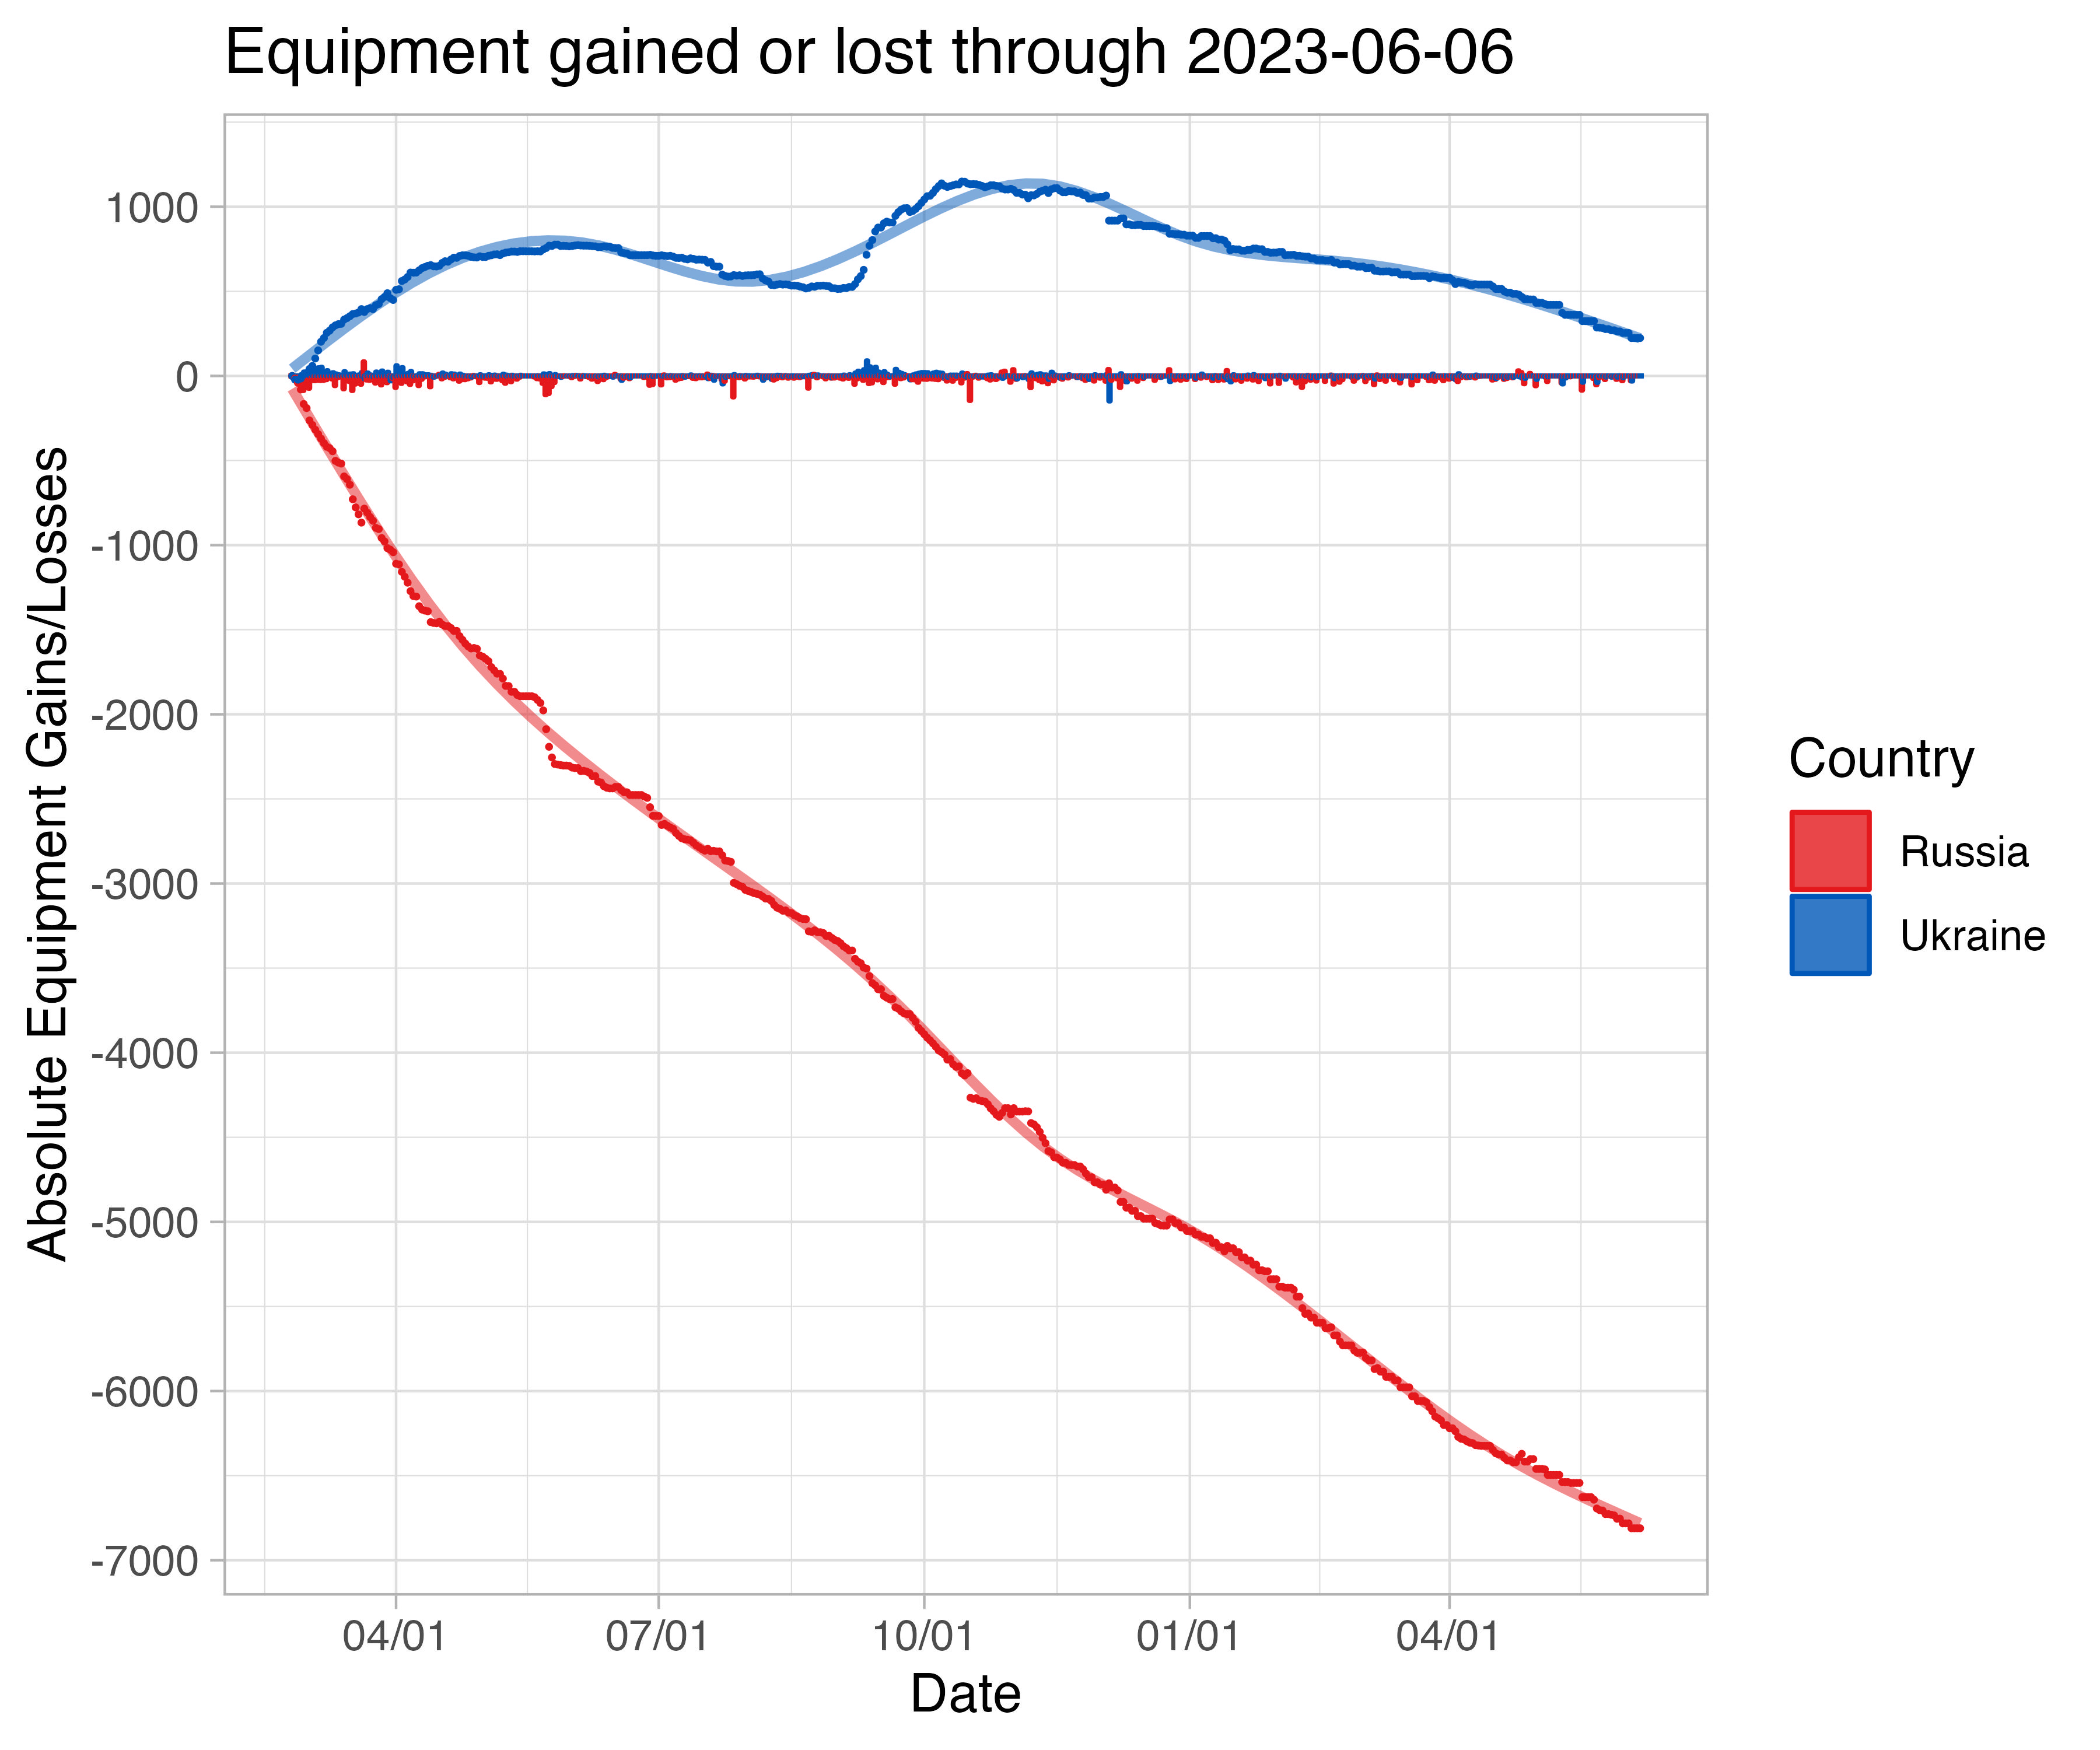 Equipment gained or lost through 2023-06-06
Absolute Equipment Gains/Losses
1000
0
-1000
-2000
-3000
-4000
-5000
-6000
-7000
04/01
07/01
10/01
01/01
04/01
Date
Country
Russia
Ukraine